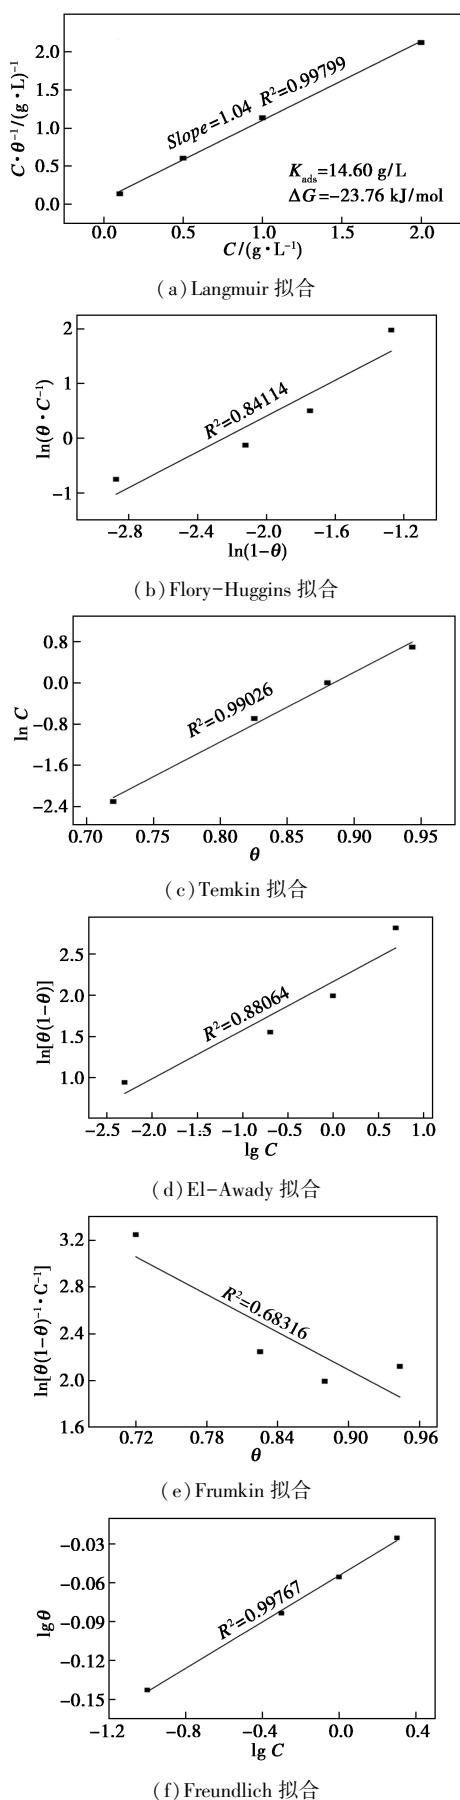 2.0
1.5
1.0
0.5
0.0
C·θ⁻¹/(g·L)⁻¹
Slope=1.04 R²=0.99799
K_ads=14.60 g/L
ΔG=−23.76 kJ/mol
0.0 0.5 1.0 1.5 2.0
C/(g·L⁻¹)
(a)Langmuir 拟合
2
1
0
−1
ln(θ·C⁻¹)
R²=0.84114
−2.8 −2.4 −2.0 −1.6 −1.2
ln(1−θ)
(b)Flory−Huggins 拟合
0.8
0.0
−0.8
−1.6
−2.4
ln C
R²=0.99026
0.70 0.75 0.80 0.85 0.90 0.95
θ
(c)Temkin 拟合
2.5
2.0
1.5
1.0
ln[θ(1−θ)]
R²=0.88064
−2.5 −2.0 −1.5 −1.0 −0.5 0.0 0.5 1.0
lg C
(d)El−Awady 拟合
3.2
2.8
2.4
2.0
1.6
ln[θ(1−θ)⁻¹·C⁻¹]
R²=0.68316
0.72 0.78 0.84 0.90 0.96
θ
(e)Frumkin 拟合
−0.03
−0.06
−0.09
−0.12
−0.15
lgθ
R²=0.99767
−1.2 −0.8 −0.4 0.0 0.4
lg C
(f)Freundlich 拟合